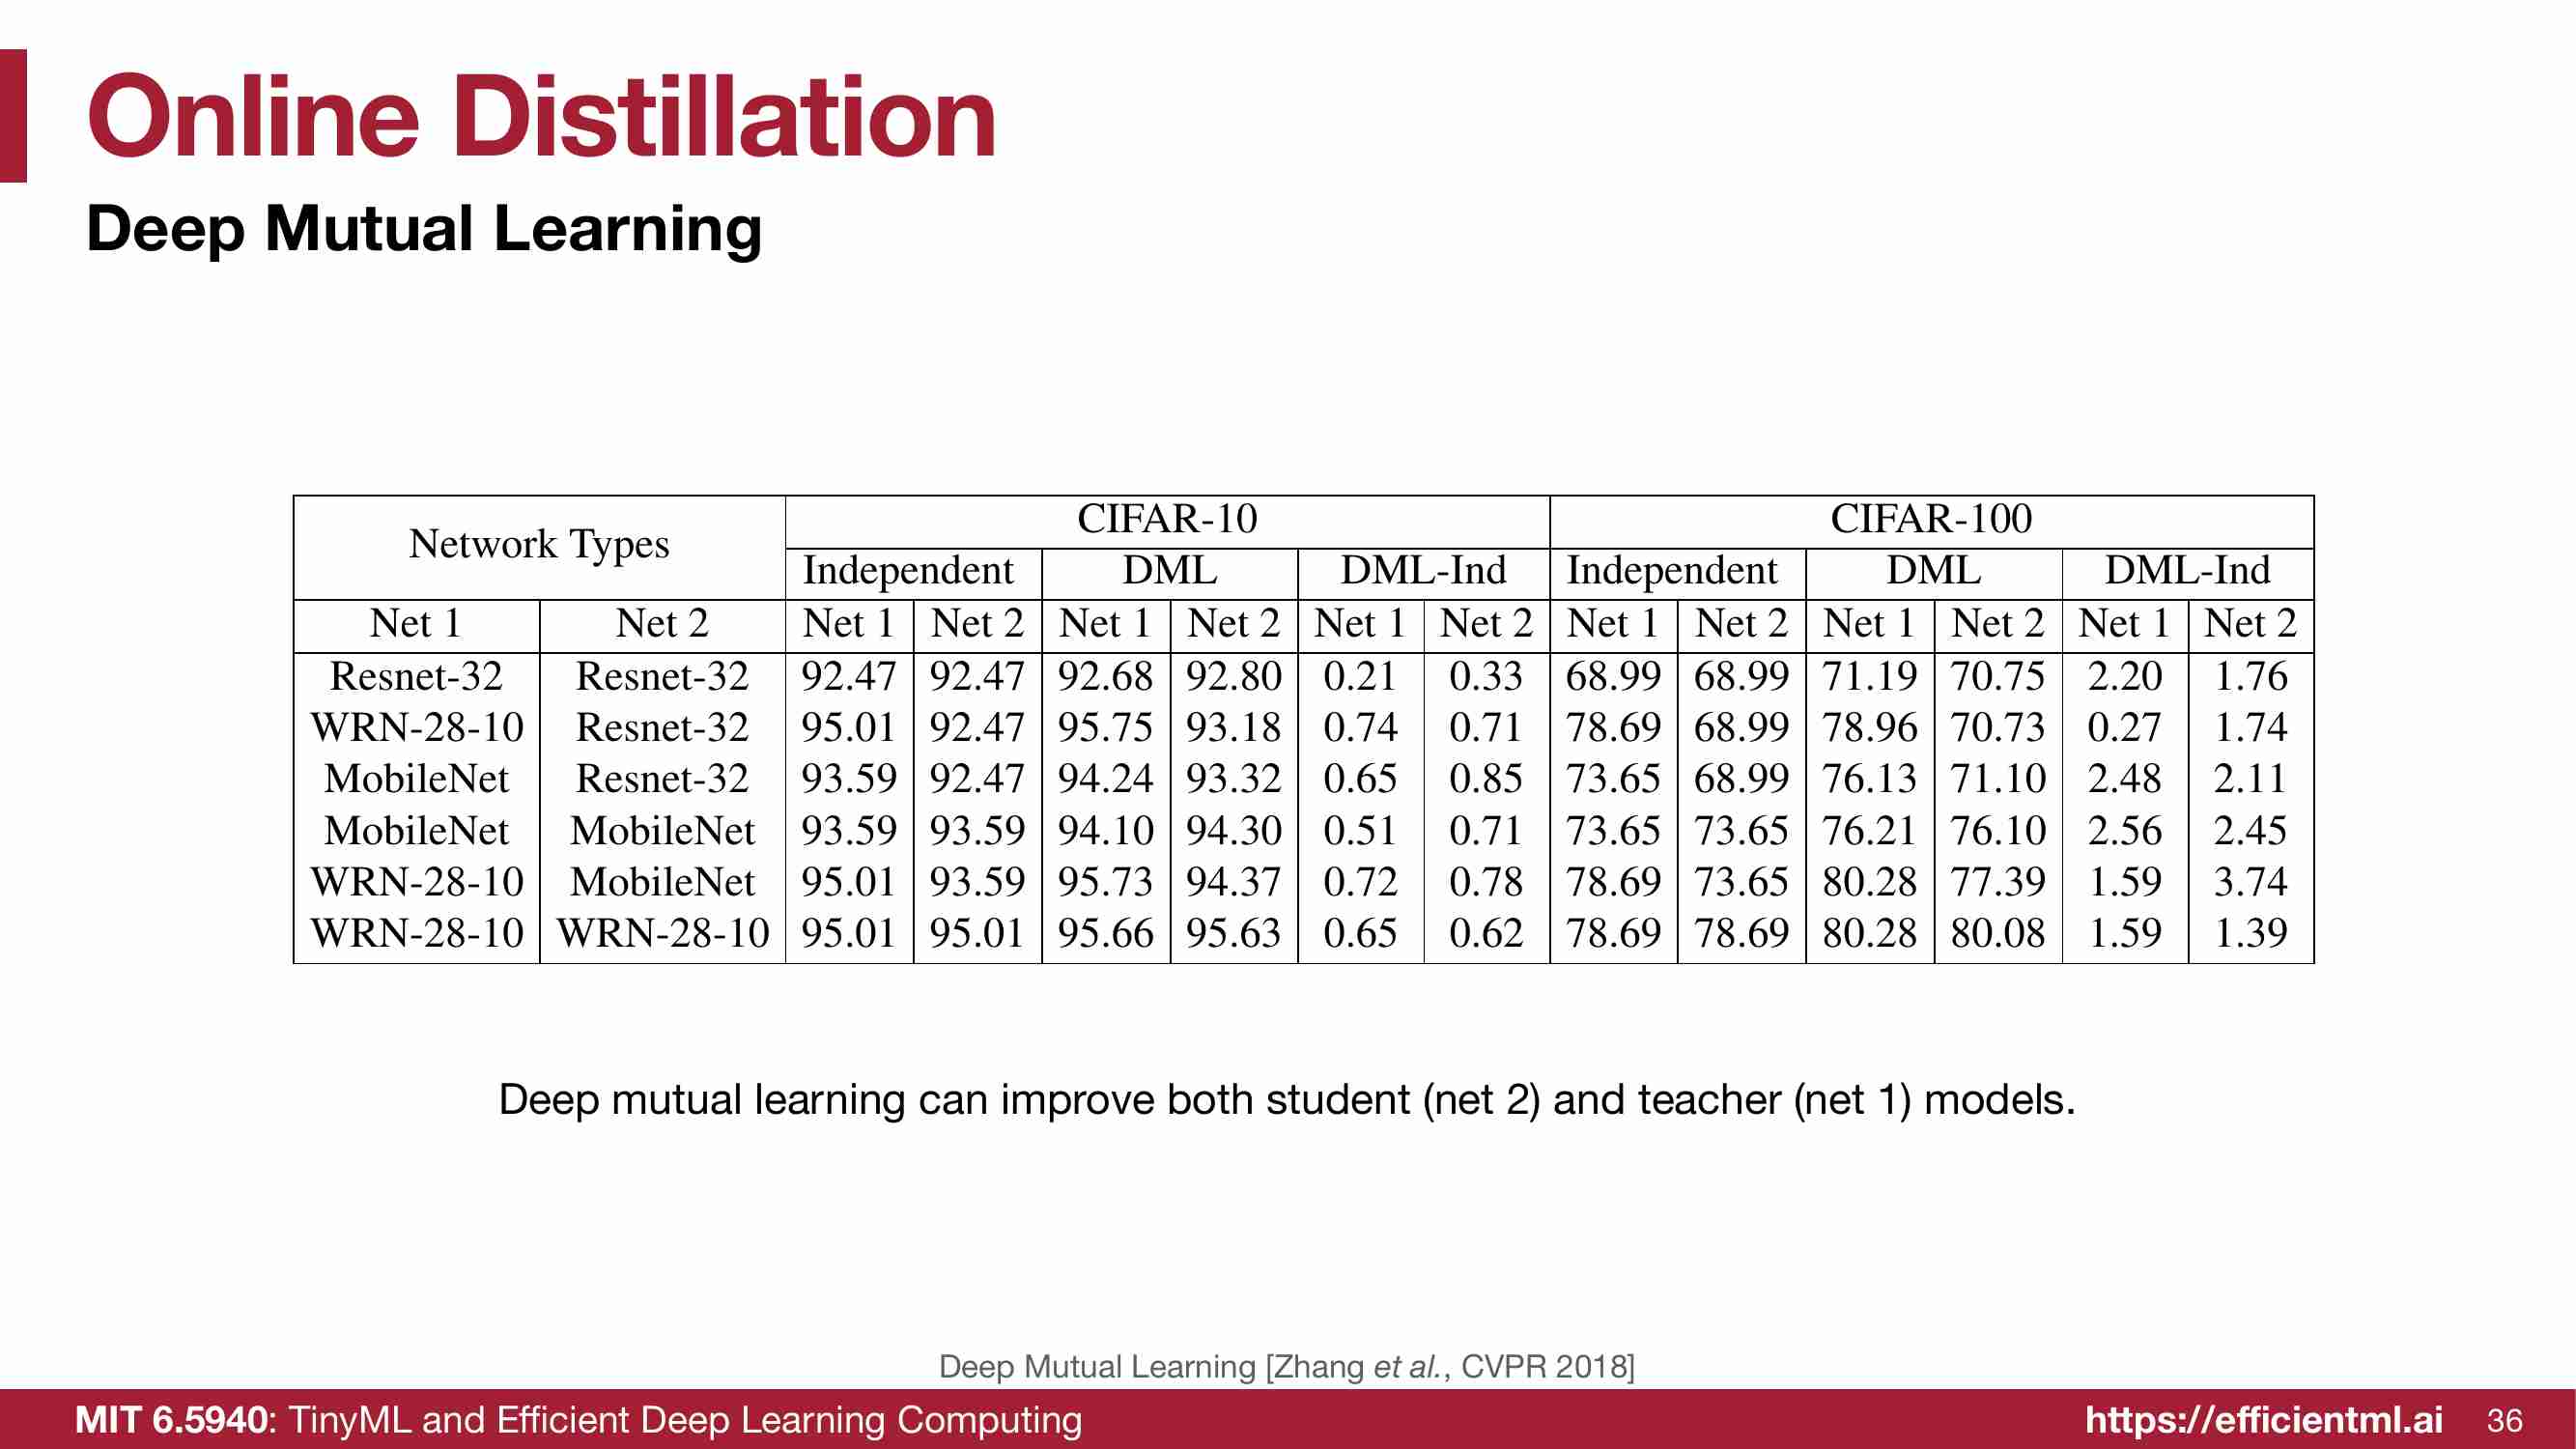 Online Distillation
Deep Mutual Learning
Network Types CIFAR-10 CIFAR-100
Independent DML DML-Ind Independent DML DML-Ind
Net 1 Net 2 Net 1 Net 2 Net 1 Net 2 Net 1 Net 2 Net 1 Net 2 Net 1 Net 2 Net 1 Net 2
Resnet-32 Resnet-32 92.47 92.47 92.68 92.80 0.21 0.33 68.99 68.99 71.19 70.75 2.20 1.76
WRN-28-10 Resnet-32 95.01 92.47 95.75 93.18 0.74 0.71 78.69 68.99 78.96 70.73 0.27 1.74
MobileNet Resnet-32 93.59 92.47 94.24 93.32 0.65 0.85 73.65 68.99 76.13 71.10 2.48 2.11
MobileNet MobileNet 93.59 93.59 94.10 94.30 0.51 0.71 73.65 73.65 76.21 76.10 2.56 2.45
WRN-28-10 MobileNet 95.01 93.59 95.73 94.37 0.72 0.78 78.69 73.65 80.28 77.39 1.59 3.74
WRN-28-10 WRN-28-10 95.01 95.01 95.66 95.63 0.65 0.62 78.69 78.69 80.28 80.08 1.59 1.39
Deep mutual learning can improve both student (net 2) and teacher (net 1) models.
Deep Mutual Learning [Zhang et al., CVPR 2018]
MIT 6.5940: TinyML and Efficient Deep Learning Computing https://efficientml.ai 36